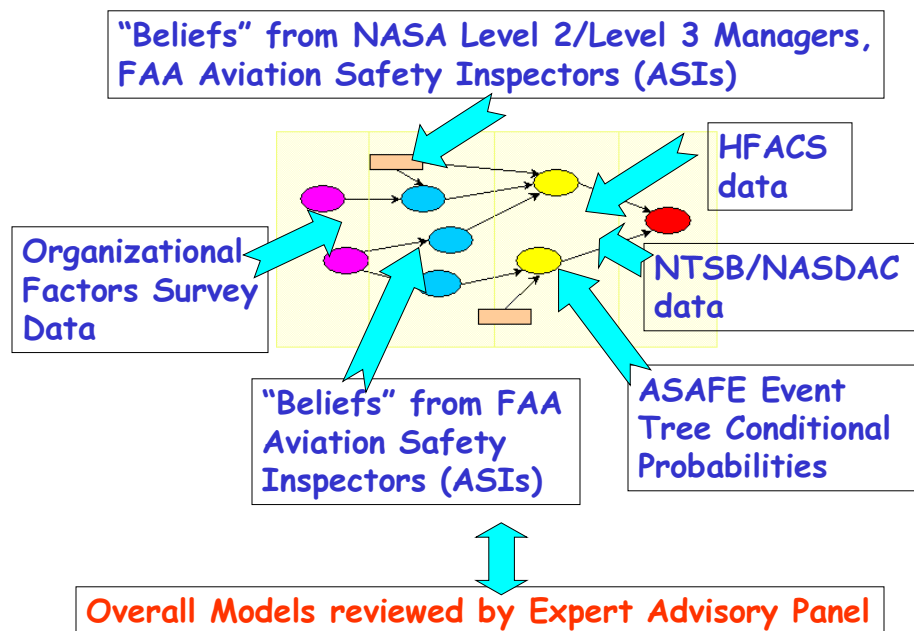 “Beliefs” from NASA Level 2/Level 3 Managers,
FAA Aviation Safety Inspectors (ASIs)
HFACS
data
Organizational
Factors Survey
Data
NTSB/NASDAC
data
“Beliefs” from FAA
Aviation Safety
Inspectors (ASIs)
ASAFE Event
Tree Conditional
Probabilities
Overall Models reviewed by Expert Advisory Panel